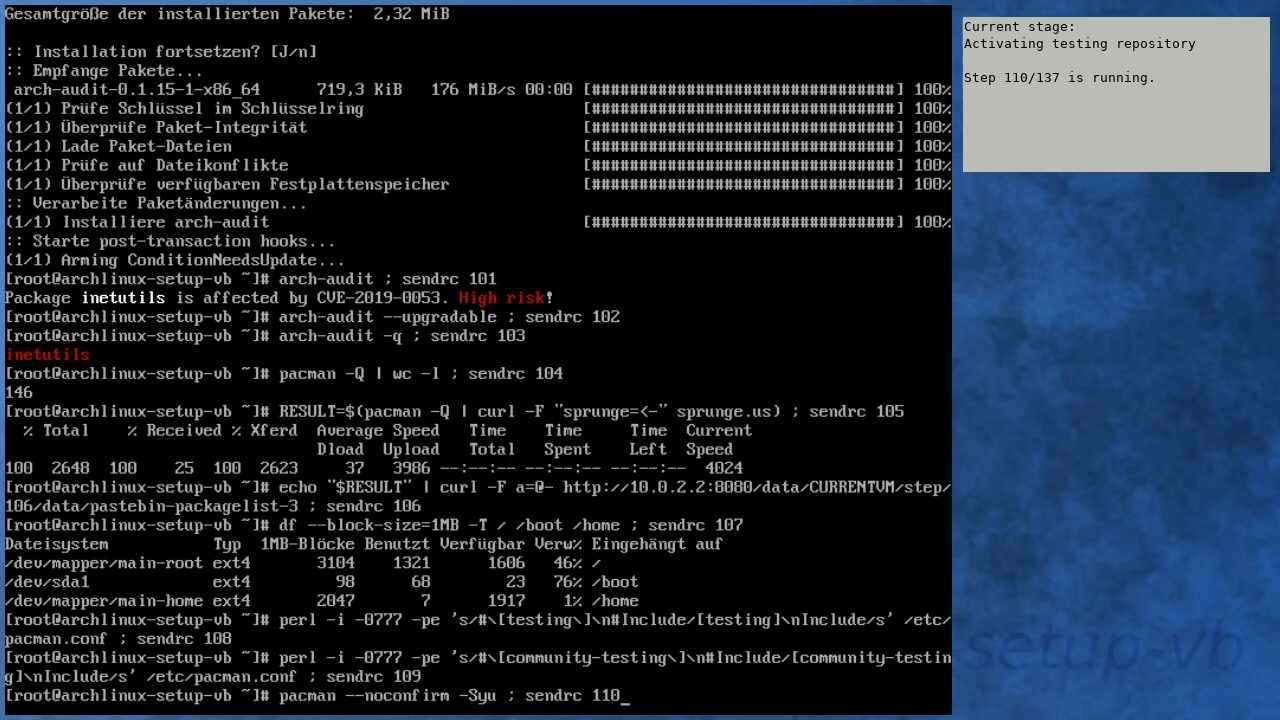 Gesamtgröße der installierten Pakete:  2,32 MiB
:: Installation fortsetzen? [J/n]
:: Empfange Pakete...
 arch-audit-0.1.15-1-x86_64      719,3 KiB   176 MiB/s 00:00 [################################] 100%
(1/1) Prüfe Schlüssel im Schlüsselring                       [################################] 100%
(1/1) Überprüfe Paket-Integrität                             [################################] 100%
(1/1) Lade Paket-Dateien                                     [################################] 100%
(1/1) Prüfe auf Dateikonflikte                               [################################] 100%
(1/1) Überprüfe verfügbaren Festplattenspeicher              [################################] 100%
:: Verarbeite Paketänderungen...
(1/1) Installiere arch-audit                                 [################################] 100%
:: Starte post-transaction hooks...
(1/1) Arming ConditionNeedsUpdate...
[root@archlinux-setup-vb ~]# arch-audit ; sendrc 101
Package inetutils is affected by CVE-2019-0053. High risk!
[root@archlinux-setup-vb ~]# arch-audit --upgradable ; sendrc 102
[root@archlinux-setup-vb ~]# arch-audit -q ; sendrc 103
inetutils
[root@archlinux-setup-vb ~]# pacman -Q | wc -l ; sendrc 104
146
[root@archlinux-setup-vb ~]# RESULT=$(pacman -Q | curl -F "sprunge=<-" sprunge.us) ; sendrc 105
  % Total    % Received % Xferd  Average Speed   Time    Time     Time  Current
                                 Dload  Upload   Total   Spent    Left  Speed
100  2648  100    25  100  2623     37   3986 --:--:-- --:--:-- --:--:--  4024
[root@archlinux-setup-vb ~]# echo "$RESULT" | curl -F a=@- http://10.0.2.2:8080/data/CURRENTVM/step/
106/data/pastebin-packagelist-3 ; sendrc 106
[root@archlinux-setup-vb ~]# df --block-size=1MB -T / /boot /home ; sendrc 107
Dateisystem           Typ  1MB-Blöcke Benutzt Verfügbar Verw% Eingehängt auf
/dev/mapper/main-root ext4       3104    1321      1606   46% /
/dev/sda1             ext4         98      68        23   76% /boot
/dev/mapper/main-home ext4       2047       7      1917    1% /home
[root@archlinux-setup-vb ~]# perl -i -0777 -pe 's/#\[testing\]\n#Include/[testing]\nInclude/s' /etc/
pacman.conf ; sendrc 108
[root@archlinux-setup-vb ~]# perl -i -0777 -pe 's/#\[community-testing\]\n#Include/[community-testin
g]\nInclude/s' /etc/pacman.conf ; sendrc 109
[root@archlinux-setup-vb ~]# pacman --noconfirm -Syu ; sendrc 110_
Current stage:
Activating testing repository
Step 110/137 is running.
setup-vb